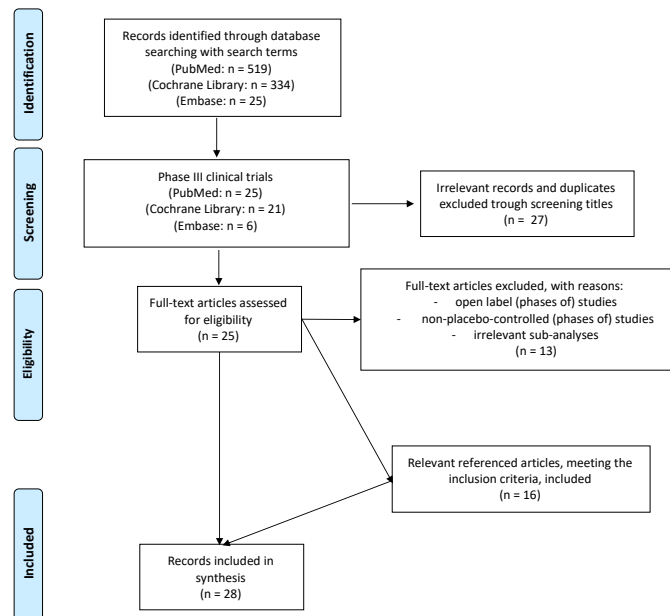 Identification
Records identified through database
searching with search terms
(PubMed: n = 519)
(Cochrane Library: n = 334)
(Embase: n = 25)
Screening
Phase III clinical trials
(PubMed: n = 25)
(Cochrane Library: n = 21)
(Embase: n = 6)
Irrelevant records and duplicates
excluded trough screening titles
(n = 27)
Eligibility
Full-text articles assessed
for eligibility
(n = 25)
Full-text articles excluded, with reasons:
- open label (phases of) studies
- non-placebo-controlled (phases of) studies
- irrelevant sub-analyses
(n = 13)
Relevant referenced articles, meeting the
inclusion criteria, included
(n = 16)
Included
Records included in
synthesis
(n = 28)